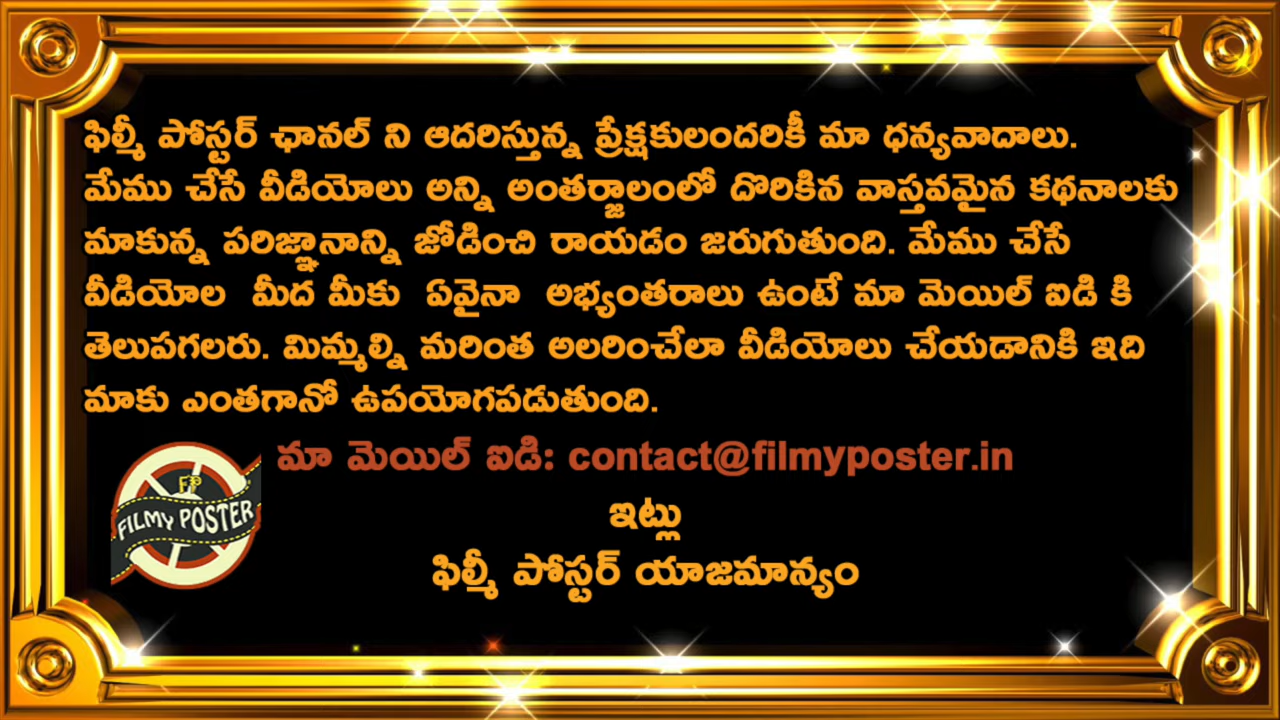 ఫిల్మీ పోస్టర్ ఛానల్ ని ఆదరిస్తున్న ప్రేక్షకులందరికీ మా ధన్యవాదాలు.
మేము చేసే వీడియోలు అన్ని అంతర్జాలంలో దొరికిన వాస్తవమైన కథనాలకు
మాకున్న పరిజ్ఞానాన్ని జోడించి రాయడం జరుగుతుంది. మేము చేసే
వీడియోల మీద మీకు ఏవైనా అభ్యంతరాలు ఉంటే మా మెయిల్ ఐడి కి
తెలుపగలరు. మిమ్మల్ని మరింత అలరించేలా వీడియోలు చేయడానికి ఇది
మాకు ఎంతగానో ఉపయోగపడుతుంది.
మా మెయిల్ ఐడి: contact@filmyposter.in
FP
FILMY POSTER
ఇట్లు
ఫిల్మీ పోస్టర్ యాజమాన్యం